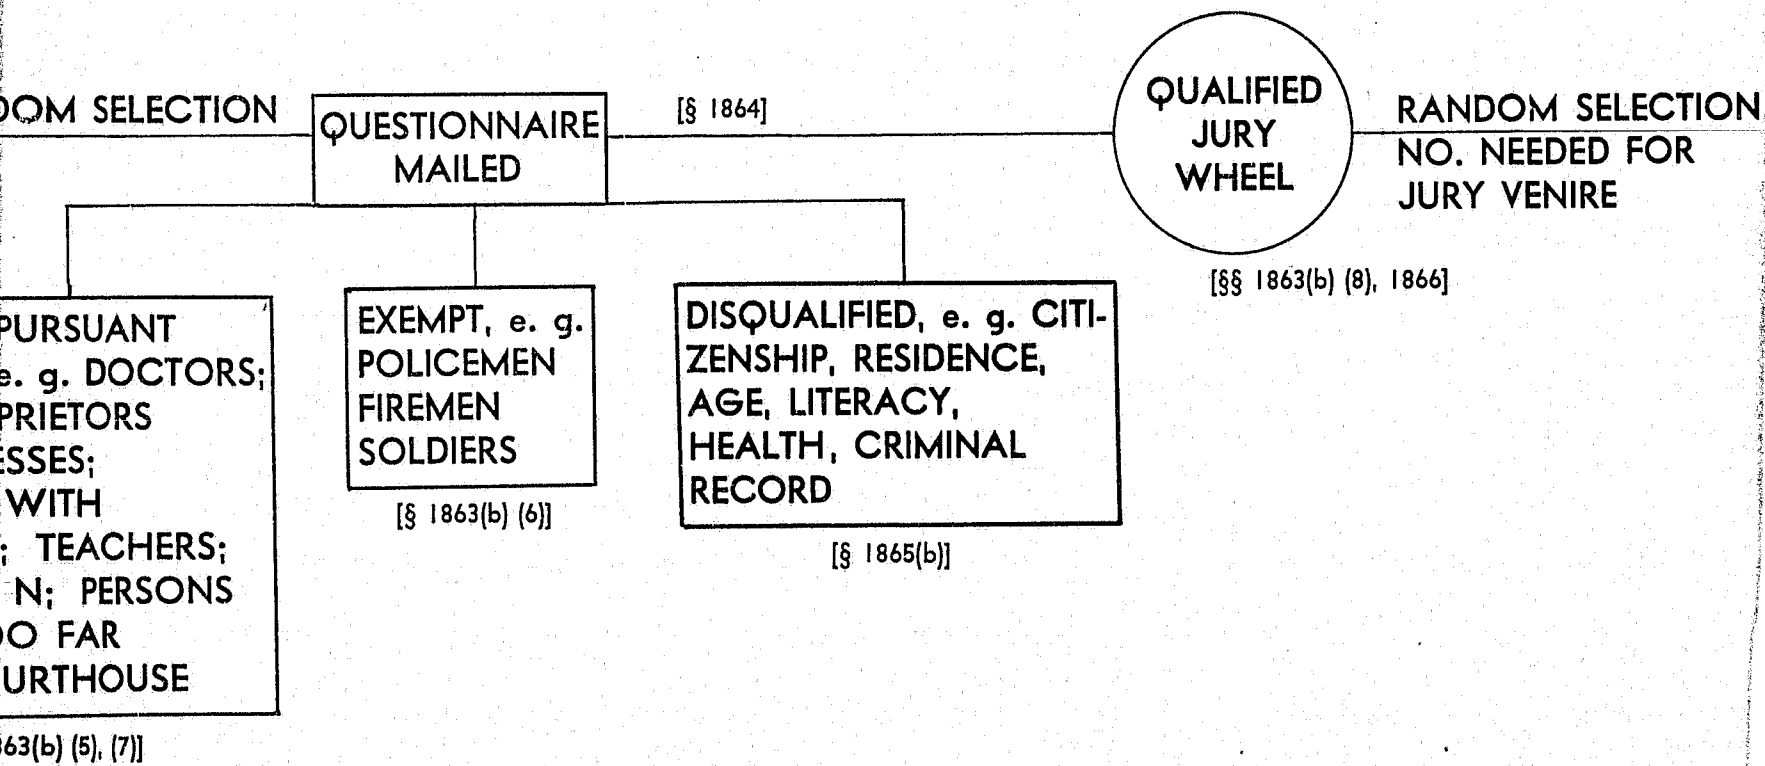 DOM SELECTION
QUESTIONNAIRE
MAILED
[§ 1864]
QUALIFIED
JURY
WHEEL
RANDOM SELECTION
NO. NEEDED FOR
JURY VENIRE
[§§ 1863(b) (8), 1866]
PURSUANT
e. g. DOCTORS;
PRIETORS
ESSES;
WITH
; TEACHERS;
N; PERSONS
OO FAR
URTHOUSE
863(b) (5), (7)]
EXEMPT, e. g.
POLICEMEN
FIREMEN
SOLDIERS
[§ 1863(b) (6)]
DISQUALIFIED, e. g. CITI-
ZENSHIP, RESIDENCE,
AGE, LITERACY,
HEALTH, CRIMINAL
RECORD
[§ 1865(b)]